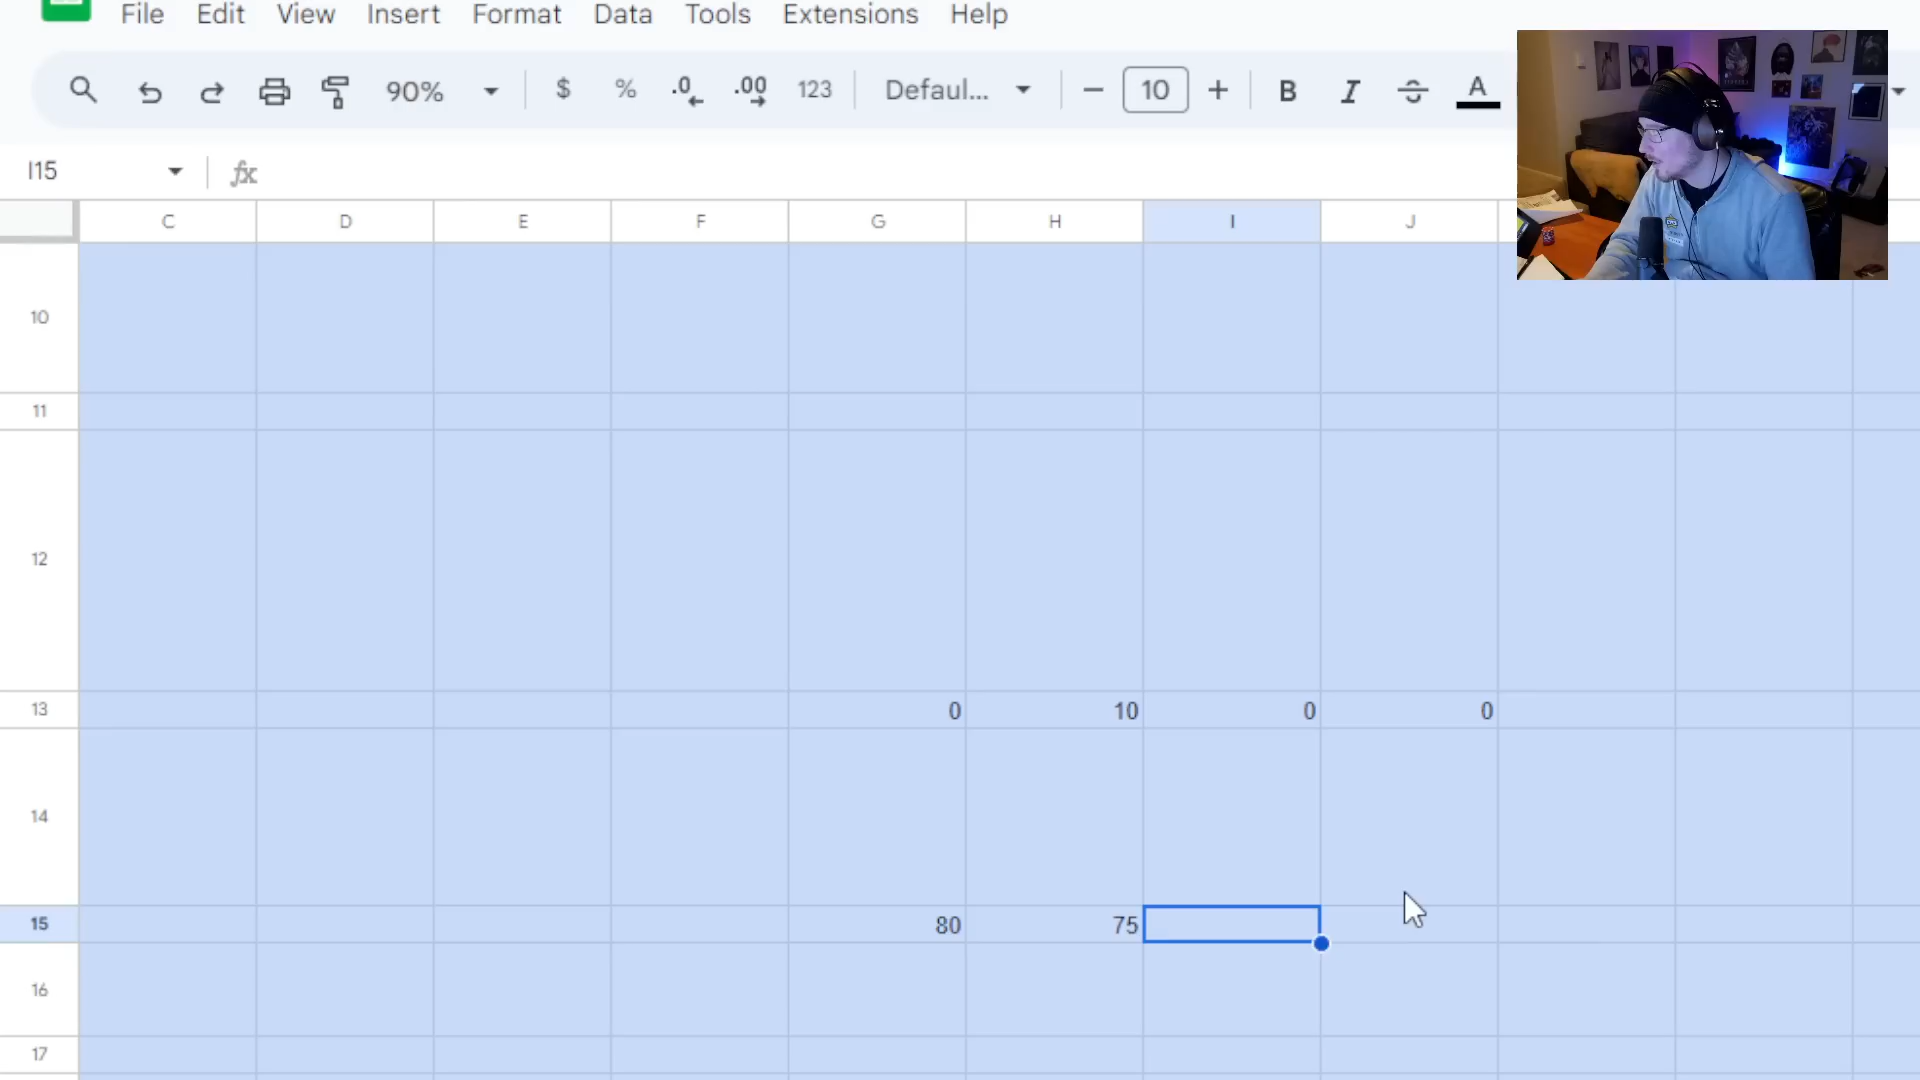 File Edit View Insert Format Data Tools Extensions Help
90% $ % .0 .00 123 Defaul... − 10 + B I S A
I15 fx
C D E F G H I J
10
11
12
13 0 10 0 0
14
15 80 75
16
17